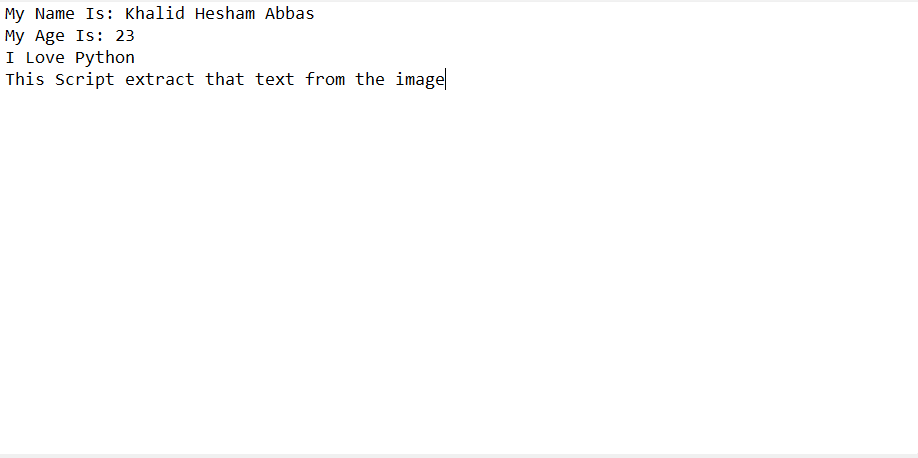 My Name Is: Khalid Hesham Abbas
My Age Is: 23
I Love Python
This Script extract that text from the image